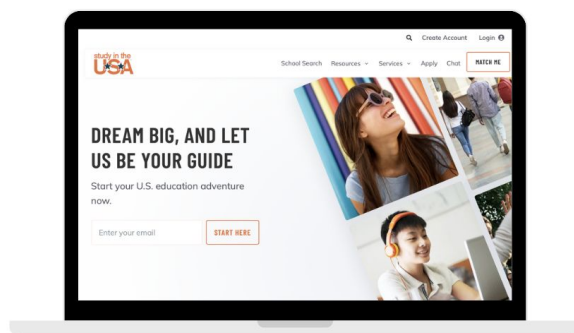 Create Account Login
study in the
USA
School Search Resources Services Apply Chat MATCH ME
DREAM BIG, AND LET
US BE YOUR GUIDE
Start your U.S. education adventure
now.
Enter your email START HERE